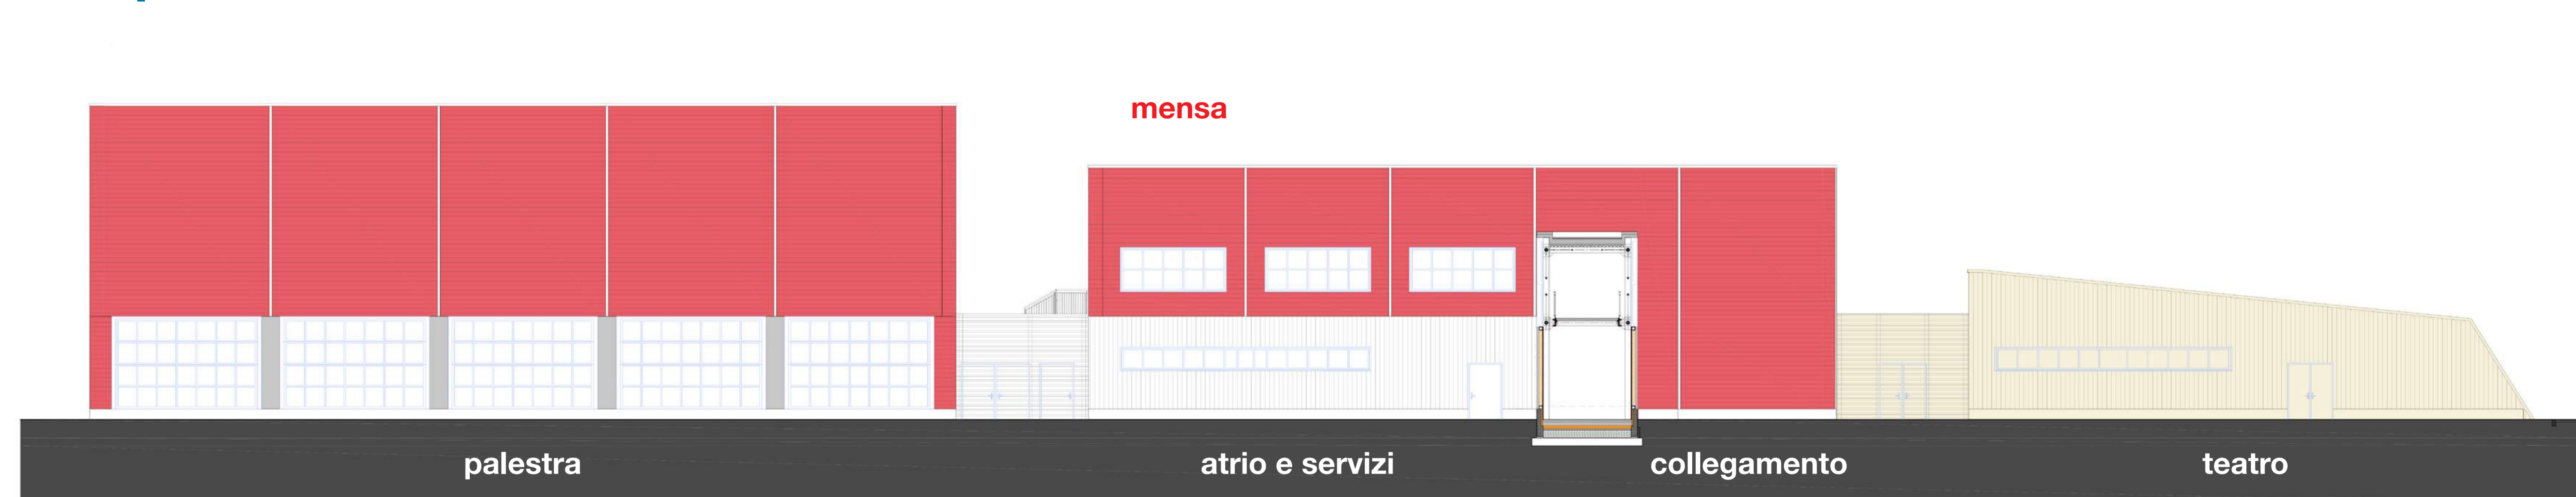 mensa
palestra
atrio e servizi
collegamento
teatro